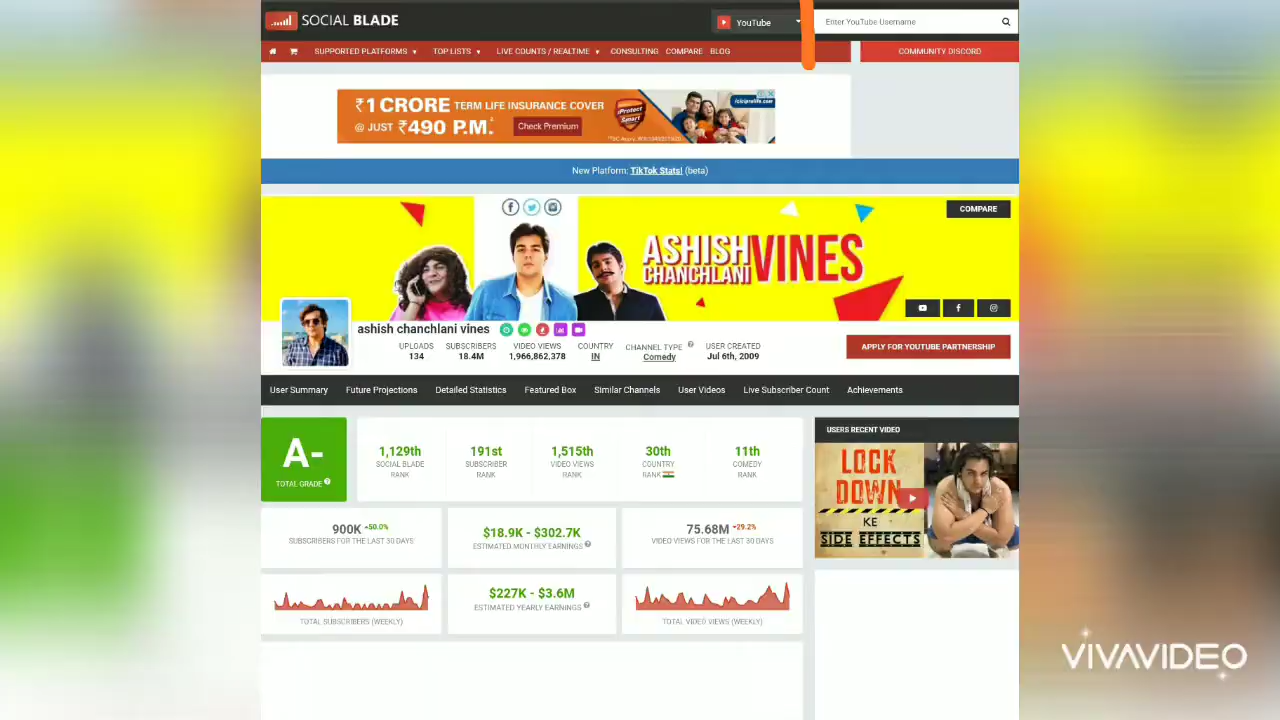 SOCIAL BLADE
YouTube
Enter YouTube Username
SUPPORTED PLATFORMS
TOP LISTS
LIVE COUNTS / REALTIME
CONSULTING
COMPARE
BLOG
COMMUNITY DISCORD
₹1 CRORE TERM LIFE INSURANCE COVER
@ JUST ₹490 P.M.
Check Premium
iProtect Smart
New Platform: TikTok Stats! (beta)
COMPARE
ASHISH CHANCHLANI VINES
ashish chanchlani vines
UPLOADS
134
SUBSCRIBERS
18.4M
VIDEO VIEWS
1,966,862,378
COUNTRY
IN
CHANNEL TYPE
Comedy
USER CREATED
Jul 6th, 2009
APPLY FOR YOUTUBE PARTNERSHIP
User Summary
Future Projections
Detailed Statistics
Featured Box
Similar Channels
User Videos
Live Subscriber Count
Achievements
A-
TOTAL GRADE
1,129th
SOCIAL BLADE
RANK
191st
SUBSCRIBER
RANK
1,515th
VIDEO VIEWS
RANK
30th
COUNTRY
RANK
11th
COMEDY
RANK
USERS RECENT VIDEO
LOCK
DOWN
KE
SIDE EFFECTS
900K +50.0%
SUBSCRIBERS FOR THE LAST 30 DAYS
$18.9K - $302.7K
ESTIMATED MONTHLY EARNINGS
75.68M -29.2%
VIDEO VIEWS FOR THE LAST 30 DAYS
TOTAL SUBSCRIBERS (WEEKLY)
$227K - $3.6M
ESTIMATED YEARLY EARNINGS
TOTAL VIDEO VIEWS (WEEKLY)
VIVAVIDEO